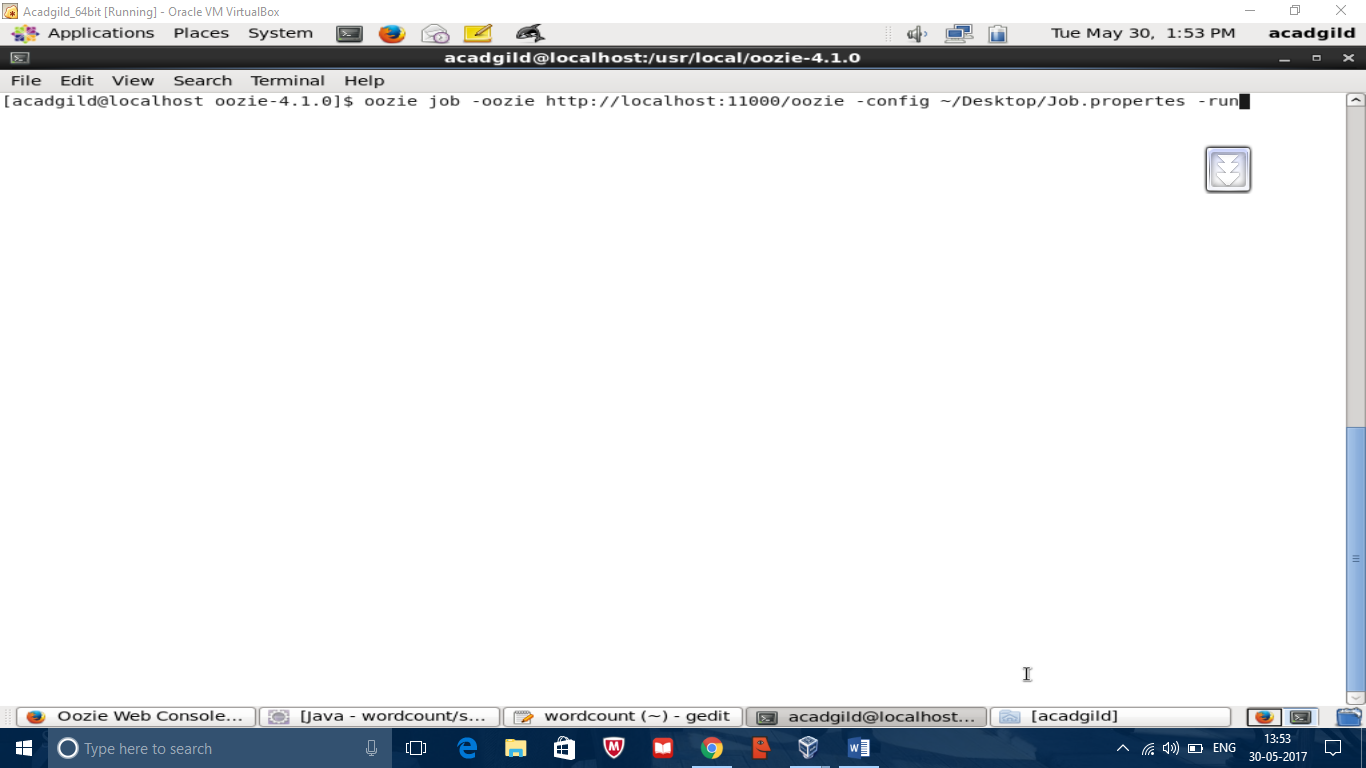 Acadgild_64bit [Running] - Oracle VM VirtualBox
Applications Places System Tue May 30, 1:53 PM acadgild
acadgild@localhost:/usr/local/oozie-4.1.0
File Edit View Search Terminal Help
[acadgild@localhost oozie-4.1.0]$ oozie job -oozie http://localhost:11000/oozie -config ~/Desktop/Job.propertes -run
Oozie Web Console... [Java - wordcount/s... wordcount (~) - gedit acadgild@localhost... [acadgild]
Type here to search ENG 13:53
30-05-2017